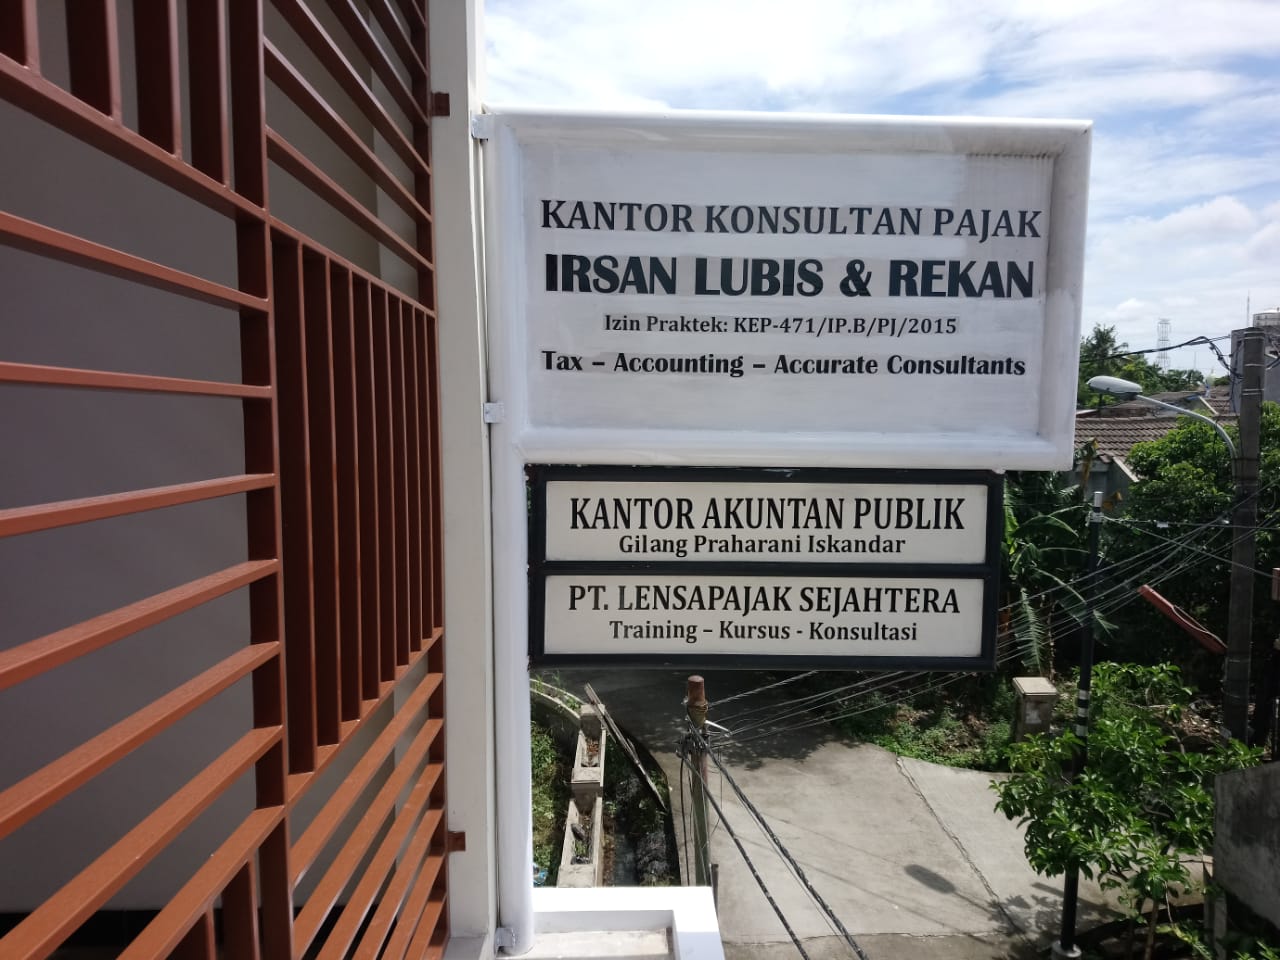 KANTOR KONSULTAN PAJAK
IRSAN LUBIS & REKAN
Izin Praktek: KEP-471/IP.B/PJ/2015
Tax – Accounting – Accurate Consultants
KANTOR AKUNTAN PUBLIK
Gilang Praharani Iskandar
PT. LENSAPAJAK SEJAHTERA
Training – Kursus - Konsultasi